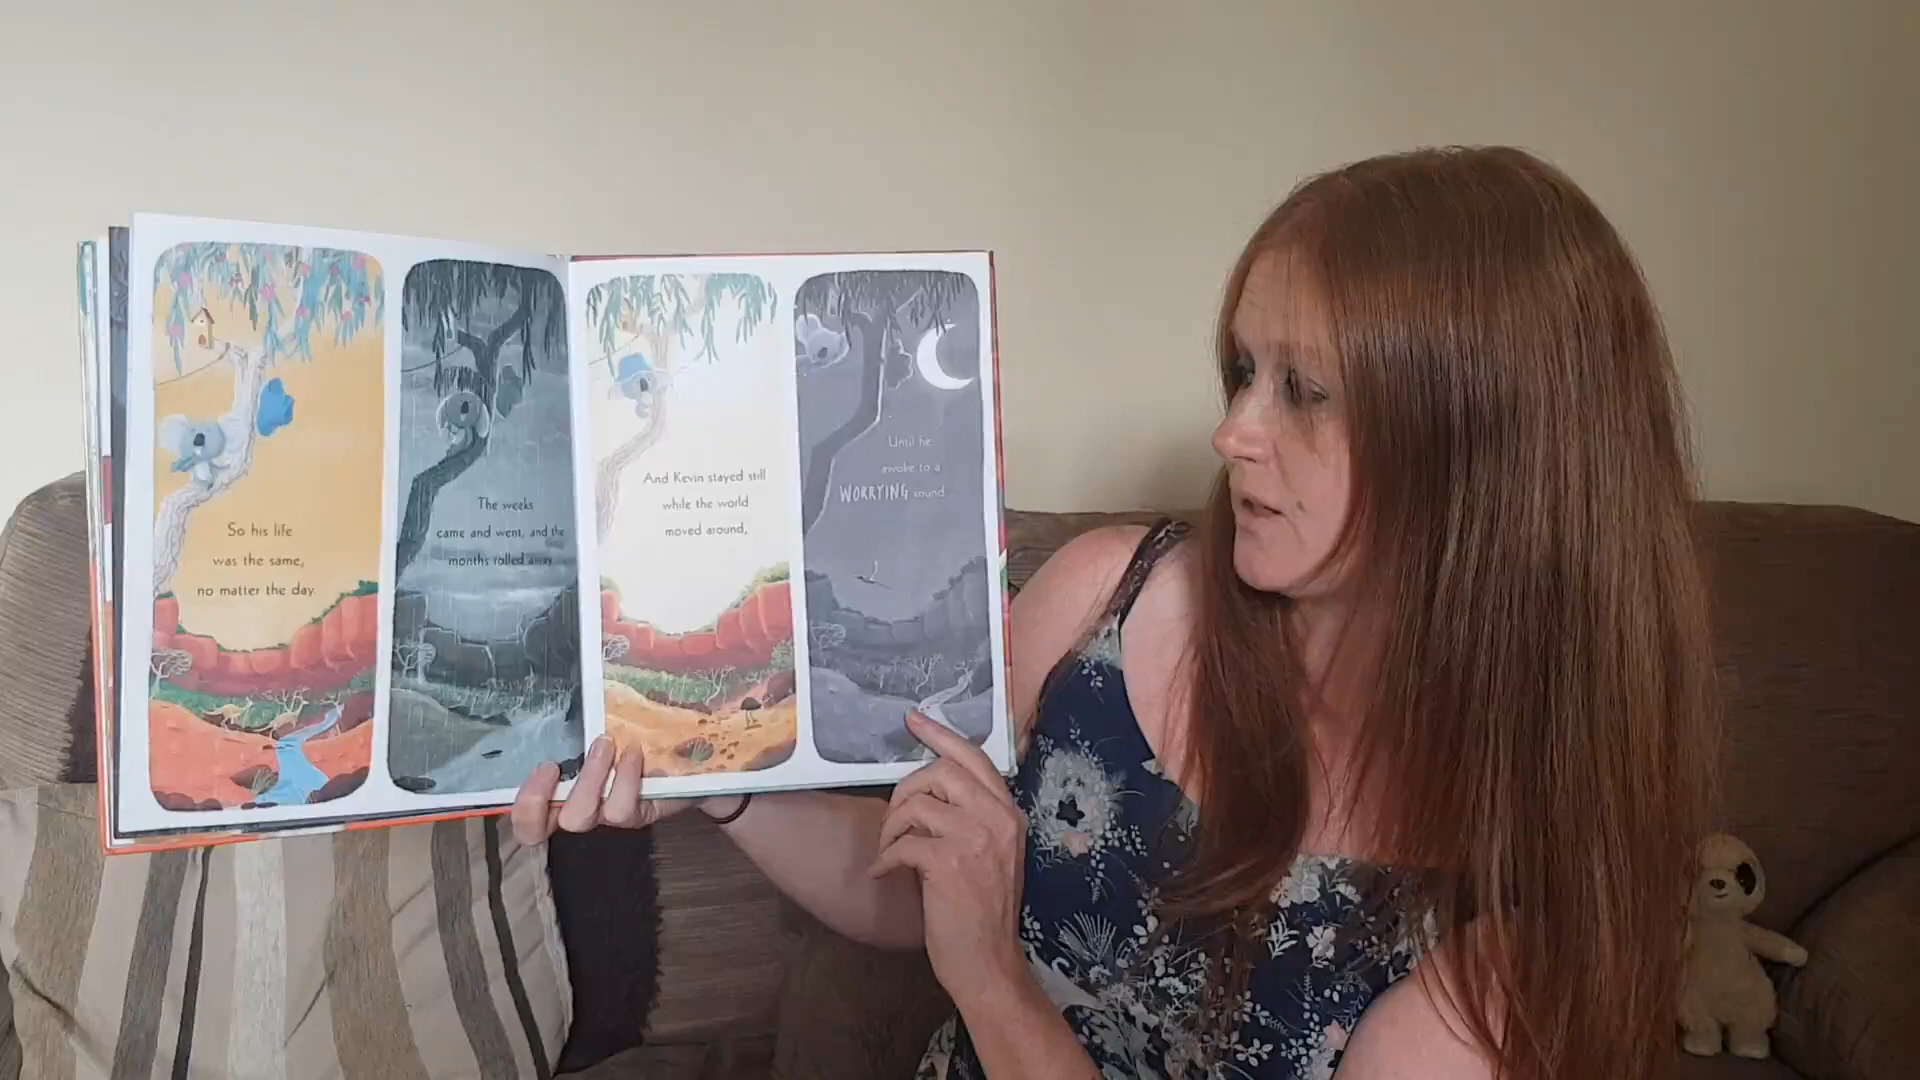 So his life
was the same,
no matter the day.
The weeks
came and went, and the
months rolled away
And Kevin stayed still
while the world
moved around,
Until he
awoke to a
WORRYING sound